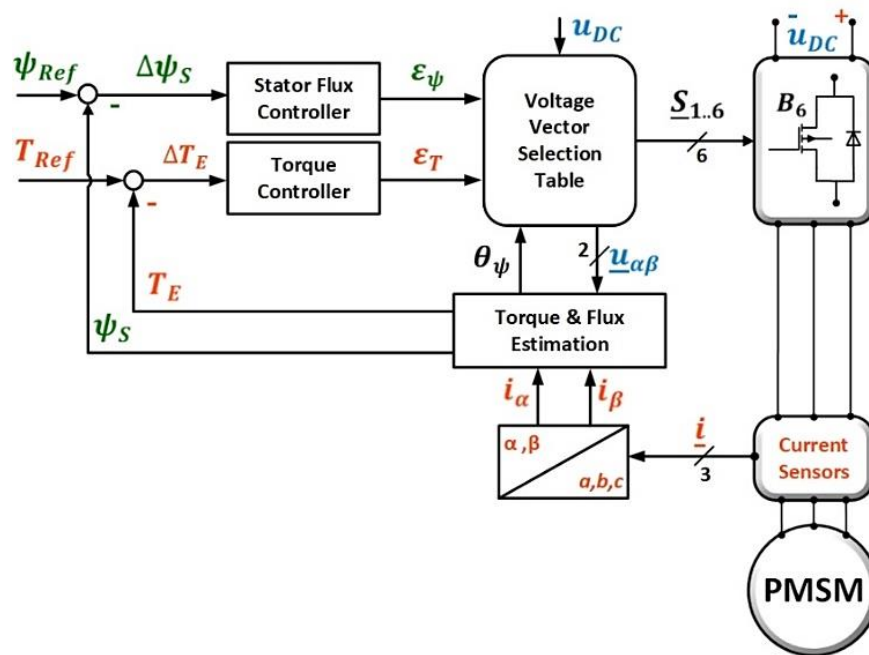 ψ_Ref
Δψ_S
Stator Flux
Controller
ε_ψ
u_DC
Voltage
Vector
Selection
Table
S_1..6
6
- +
u_DC
B_6
T_Ref
ΔT_E
Torque
Controller
ε_T
-
-
θ_ψ
2
u_αβ
T_E
ψ_S
Torque & Flux
Estimation
i_α
i_β
α,β
a,b,c
i
3
Current
Sensors
PMSM